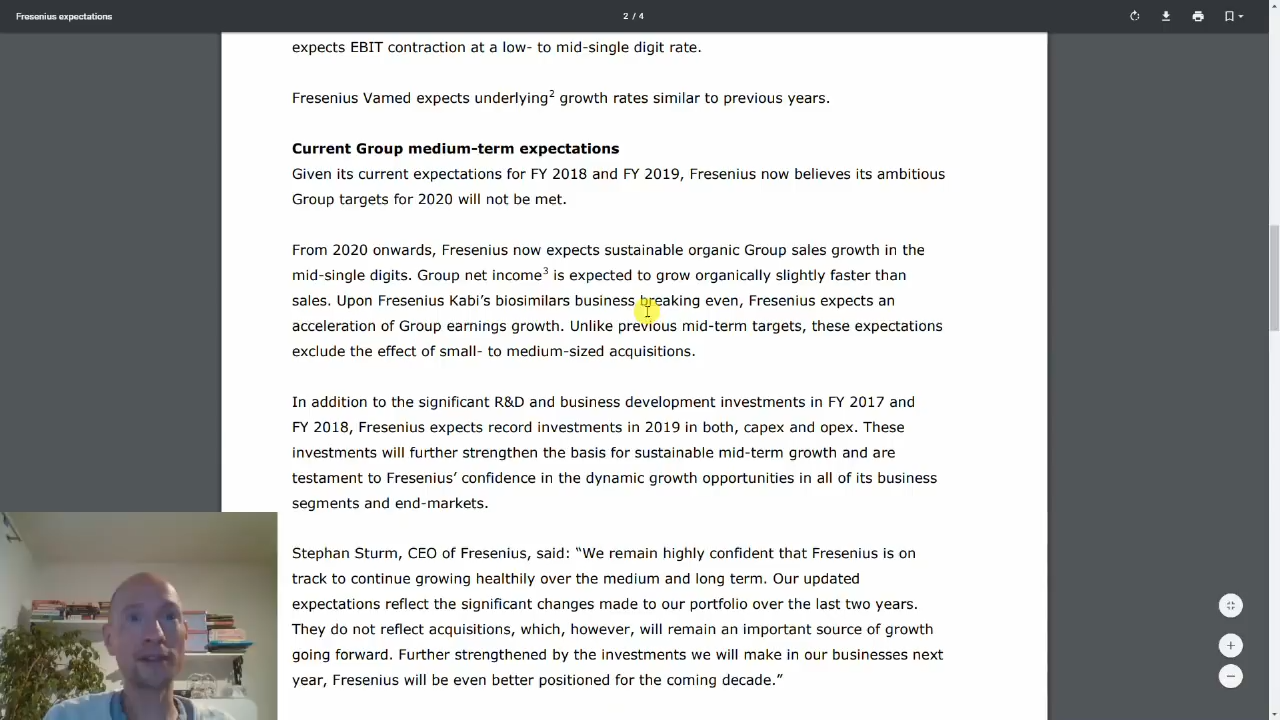 Fresenius expectations
2 / 4
expects EBIT contraction at a low- to mid-single digit rate.
Fresenius Vamed expects underlying² growth rates similar to previous years.
Current Group medium-term expectations
Given its current expectations for FY 2018 and FY 2019, Fresenius now believes its ambitious
Group targets for 2020 will not be met.
From 2020 onwards, Fresenius now expects sustainable organic Group sales growth in the
mid-single digits. Group net income³ is expected to grow organically slightly faster than
sales. Upon Fresenius Kabi’s biosimilars business breaking even, Fresenius expects an
acceleration of Group earnings growth. Unlike previous mid-term targets, these expectations
exclude the effect of small- to medium-sized acquisitions.
In addition to the significant R&D and business development investments in FY 2017 and
FY 2018, Fresenius expects record investments in 2019 in both, capex and opex. These
investments will further strengthen the basis for sustainable mid-term growth and are
testament to Fresenius’ confidence in the dynamic growth opportunities in all of its business
segments and end-markets.
Stephan Sturm, CEO of Fresenius, said: “We remain highly confident that Fresenius is on
track to continue growing healthily over the medium and long term. Our updated
expectations reflect the significant changes made to our portfolio over the last two years.
They do not reflect acquisitions, which, however, will remain an important source of growth
going forward. Further strengthened by the investments we will make in our businesses next
year, Fresenius will be even better positioned for the coming decade.”